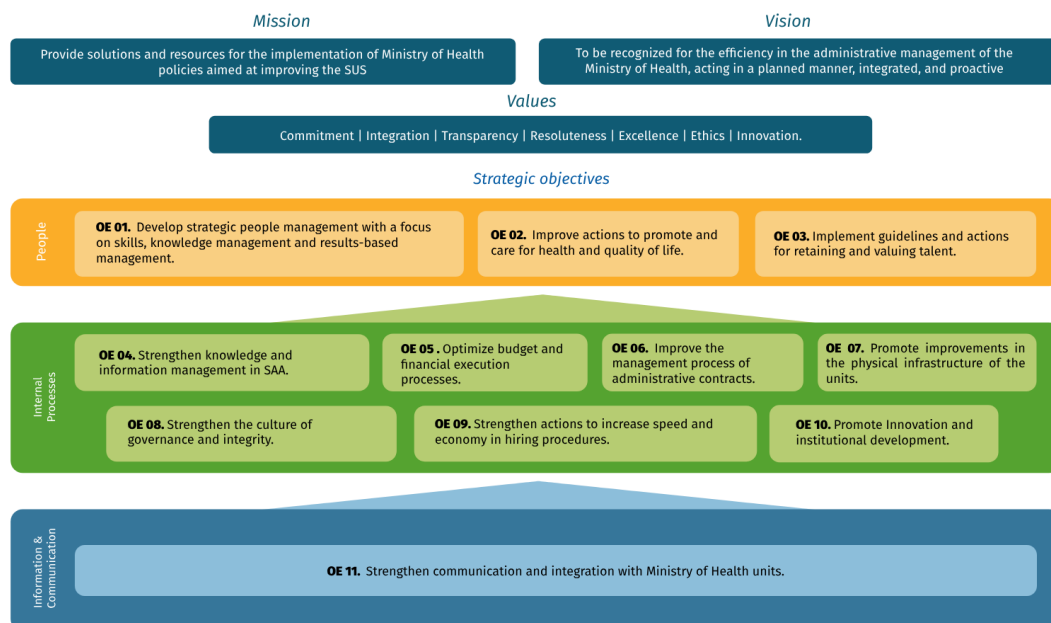 Mission
Provide solutions and resources for the implementation of Ministry of Health
policies aimed at improving the SUS
Vision
To be recognized for the efficiency in the administrative management of the
Ministry of Health, acting in a planned manner, integrated, and proactive
Values
Commitment | Integration | Transparency | Resoluteness | Excellence | Ethics | Innovation.
Strategic objectives
People
OE 01. Develop strategic people management with a focus
on skills, knowledge management and results-based
management.
OE 02. Improve actions to promote and
care for health and quality of life.
OE 03. Implement guidelines and actions
for retaining and valuing talent.
Internal
Processes
OE 04. Strengthen knowledge and
information management in SAA.
OE 05 . Optimize budget and
financial execution
processes.
OE 06. Improve the
management process of
administrative contracts.
OE 07. Promote improvements in
the physical infrastructure of the
units.
OE 08. Strengthen the culture of
governance and integrity.
OE 09. Strengthen actions to increase speed and
economy in hiring procedures.
OE 10. Promote Innovation and
institutional development.
Information &
Communication
OE 11. Strengthen communication and integration with Ministry of Health units.